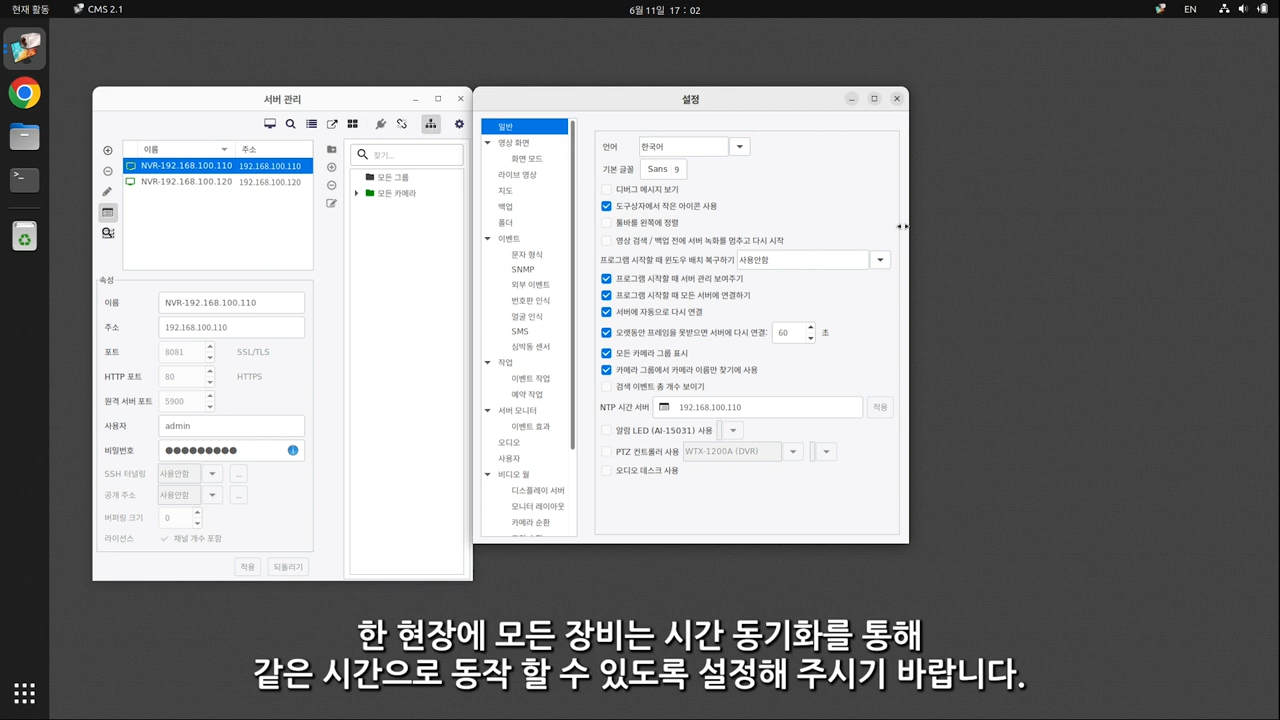 현재 활동
CMS 2.1
6월 11일 17 : 02
EN
서버 관리
이름
주소
NVR-192.168.100.110
192.168.100.110
NVR-192.168.100.120
192.168.100.120
찾기...
모든 그룹
모든 카메라
속성
이름
NVR-192.168.100.110
주소
192.168.100.110
포트
8081
SSL/TLS
HTTP 포트
80
HTTPS
원격 서버 포트
5900
사용자
admin
비밀번호
●●●●●●●●●
SSH 터널링
사용안함
...
공개 주소
사용안함
...
버퍼링 크기
0
라이선스
채널 개수 포함
적용
되돌리기
설정
일반
영상 화면
화면 모드
라이브 영상
지도
백업
폴더
이벤트
문자 형식
SNMP
외부 이벤트
번호판 인식
얼굴 인식
SMS
심박동 센서
작업
이벤트 작업
예약 작업
서버 모니터
이벤트 효과
오디오
사용자
비디오 월
디스플레이 서버
모니터 레이아웃
카메라 순환
언어
한국어
기본 글꼴
Sans 9
디버그 메시지 보기
도구상자에서 작은 아이콘 사용
툴바를 왼쪽에 정렬
영상 검색 / 백업 전에 서버 녹화를 멈추고 다시 시작
프로그램 시작할 때 윈도우 배치 복구하기
사용안함
프로그램 시작할 때 서버 관리 보여주기
프로그램 시작할 때 모든 서버에 연결하기
서버에 자동으로 다시 연결
오랫동안 프레임을 못받으면 서버에 다시 연결:
60
초
모든 카메라 그룹 표시
카메라 그룹에서 카메라 이름만 찾기에 사용
검색 이벤트 총 개수 보이기
NTP 시간 서버
192.168.100.110
적용
알람 LED (AI-15031) 사용
PTZ 컨트롤러 사용
WTX-1200A (DVR)
오디오 데스크 사용
한 현장에 모든 장비는 시간 동기화를 통해
같은 시간으로 동작 할 수 있도록 설정해 주시기 바랍니다.